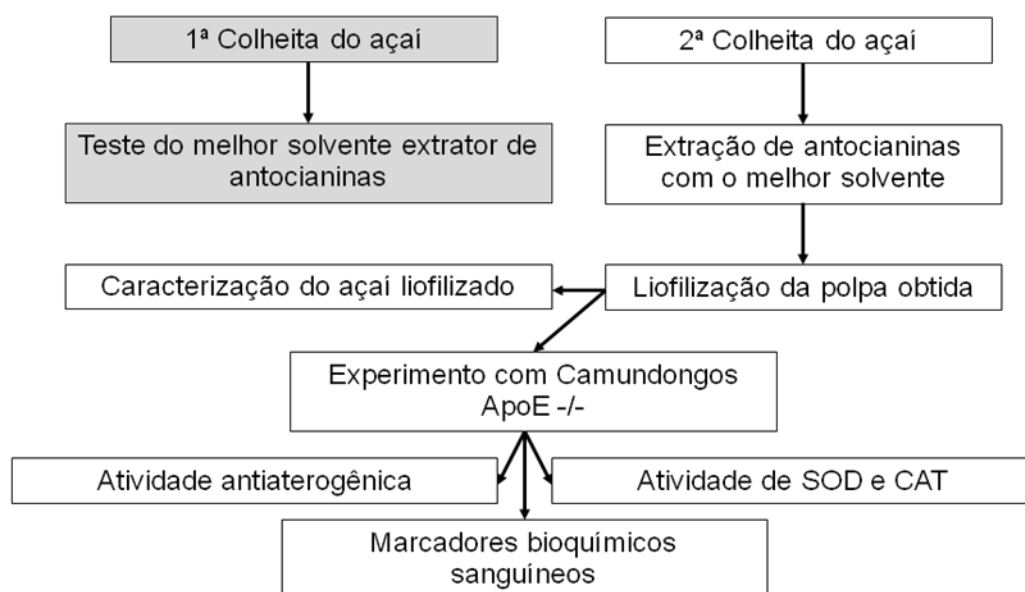 1ª Colheita do açaí
2ª Colheita do açaí
Teste do melhor solvente extrator de
antocianinas
Extração de antocianinas
com o melhor solvente
Caracterização do açaí liofilizado
Liofilização da polpa obtida
Experimento com Camundongos
ApoE -/-
Atividade antiaterogênica
Atividade de SOD e CAT
Marcadores bioquímicos
sanguíneos